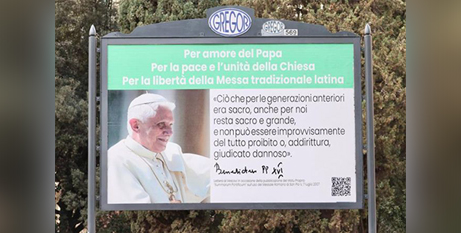 GREGOR
569
Per amore del Papa
Per la pace e l'unità della Chiesa
Per la libertà della Messa tradizionale latina
«Ciò che per le generazioni anteriori
era sacro, anche per noi
resta sacro e grande,
e non può essere improvvisamente
del tutto proibito o, addirittura,
giudicato dannoso».
Benedictus PP XVI